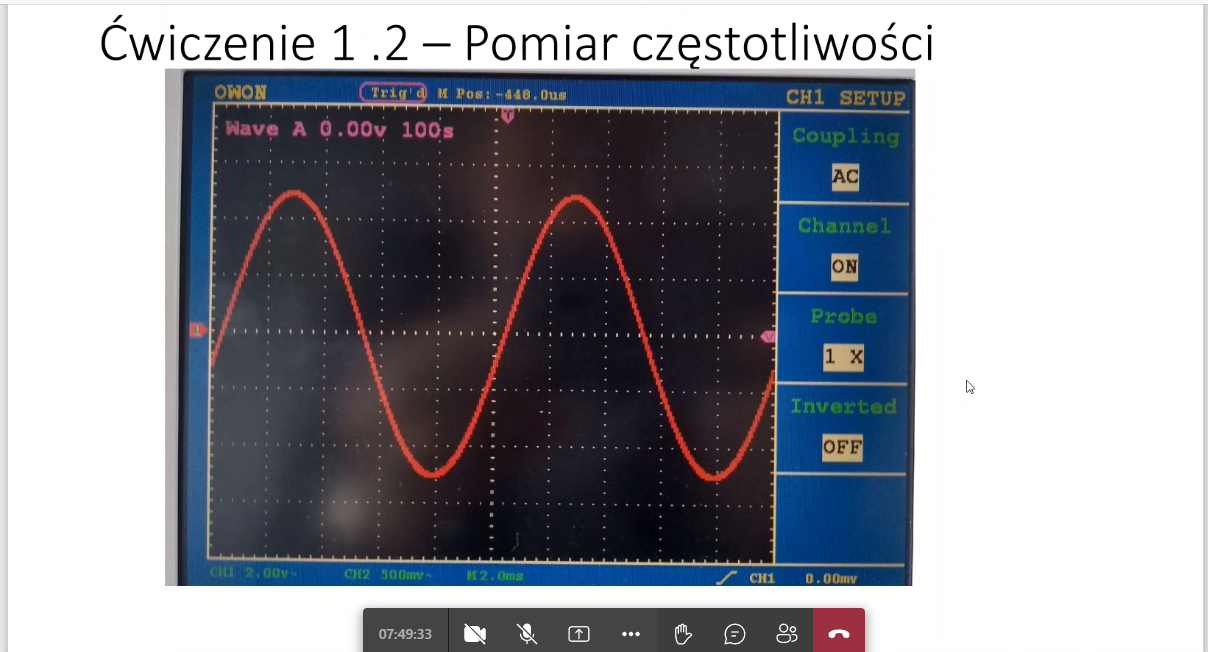 Ćwiczenie 1 .2 – Pomiar częstotliwości
OWON Trig'd M Pos:-448.0us CH1 SETUP
Wave A 0.00v 100s
Coupling
AC
Channel
ON
Probe
1 X
Inverted
OFF
CH1 2.00v~ CH2 500mv~ M2.0ms CH1 0.00mv
07:49:33